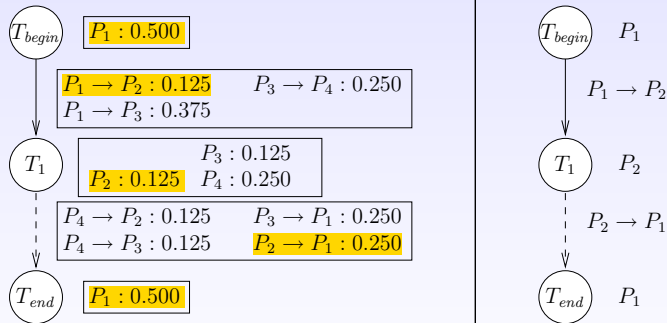 T_begin P_1 : 0.500
P_1 → P_2 : 0.125 P_3 → P_4 : 0.250
P_1 → P_3 : 0.375
P_3 : 0.125
T_1
P_2 : 0.125 P_4 : 0.250
P_4 → P_2 : 0.125 P_3 → P_1 : 0.250
P_4 → P_3 : 0.125 P_2 → P_1 : 0.250
T_end P_1 : 0.500
T_begin P_1
P_1 → P_2
T_1 P_2
P_2 → P_1
T_end P_1